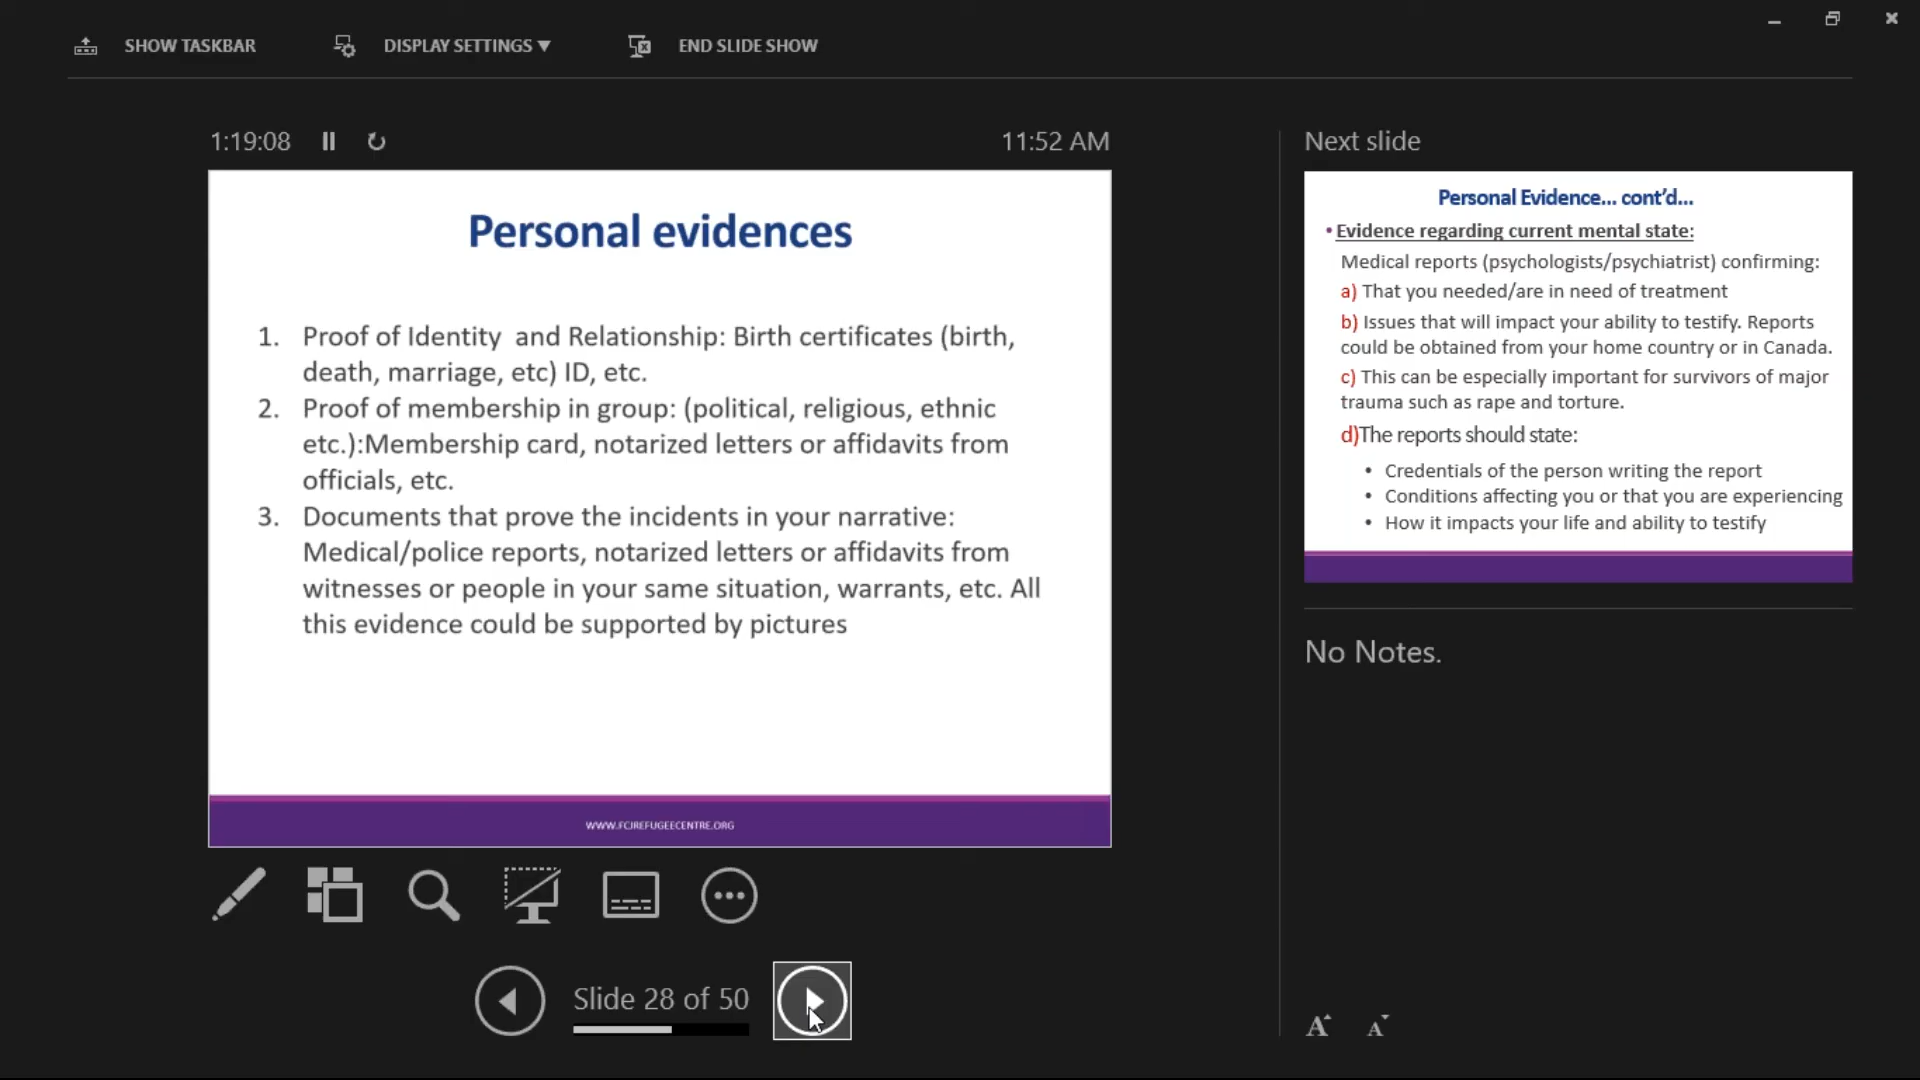 SHOW TASKBAR
DISPLAY SETTINGS ▼
END SLIDE SHOW
1:19:08
11:52 AM
Personal evidences
1. Proof of Identity and Relationship: Birth certificates (birth,
death, marriage, etc) ID, etc.
2. Proof of membership in group: (political, religious, ethnic
etc.):Membership card, notarized letters or affidavits from
officials, etc.
3. Documents that prove the incidents in your narrative:
Medical/police reports, notarized letters or affidavits from
witnesses or people in your same situation, warrants, etc. All
this evidence could be supported by pictures
WWW.FCJREFUGEECENTRE.ORG
Slide 28 of 50
Next slide
Personal Evidence... cont’d...
• Evidence regarding current mental state:
Medical reports (psychologists/psychiatrist) confirming:
a) That you needed/are in need of treatment
b) Issues that will impact your ability to testify. Reports
could be obtained from your home country or in Canada.
c) This can be especially important for survivors of major
trauma such as rape and torture.
d)The reports should state:
• Credentials of the person writing the report
• Conditions affecting you or that you are experiencing
• How it impacts your life and ability to testify
No Notes.
A A